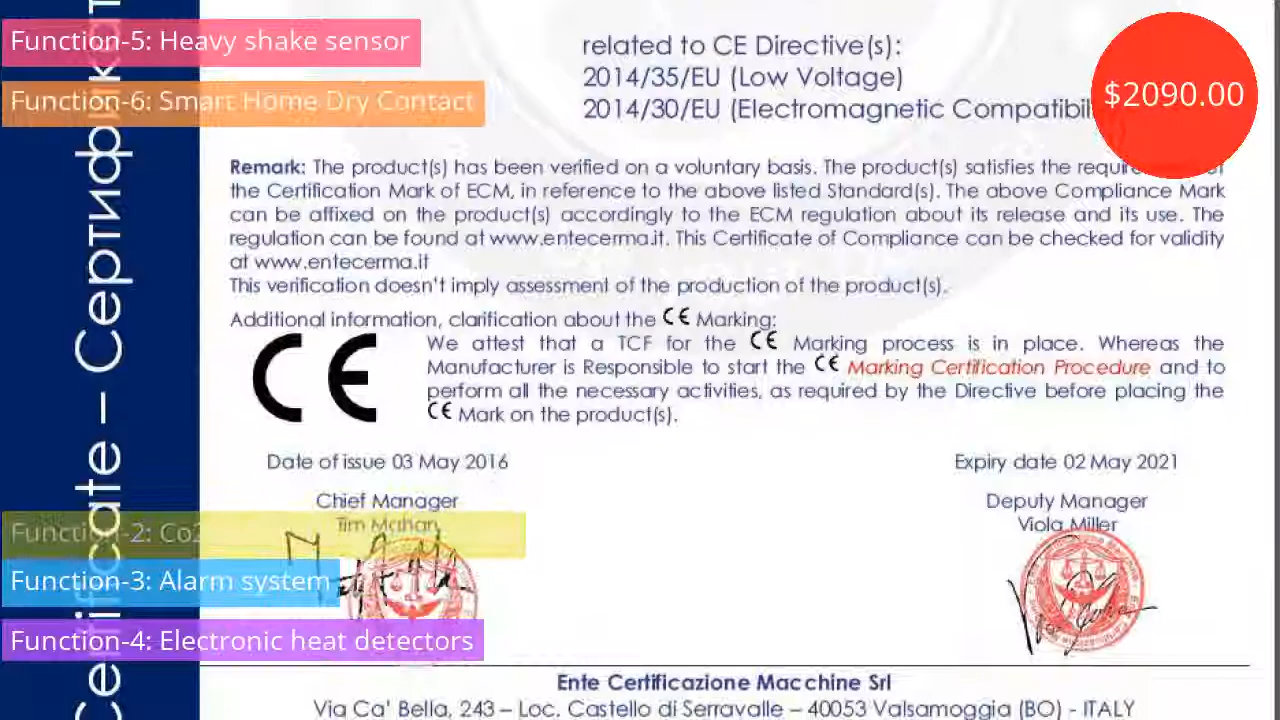 Function-5: Heavy shake sensor
Function-6: Smart Home Dry Contact
$2090.00
related to CE Directive(s):
2014/35/EU (Low Voltage)
2014/30/EU (Electromagnetic
Remark: The product(s) has been verified on a voluntary basis. The product(s) satisfies the
the Certification Mark of ECM, in reference to the above listed Standard(s). The above Compliance Mark
can be affixed on the product(s) accordingly to the ECM regulation about its release and its use. The
regulation can be found at www.entecerma.it. This Certificate of Compliance can be checked for validity
at www.entecerma.it
This verification doesn't imply assessment of the production of the product(s).
Additional information, clarification about the CE Marking:
CE
We attest that a TCF for the CE Marking process is in place. Whereas the
Manufacturer is Responsible to start the CE Marking Certification Procedure and to
perform all the necessary activities, as required by the Directive before placing the
CE Mark on the product(s).
Date of issue 03 May 2016
Expiry date 02 May 2021
Chief Manager
Deputy Manager
Viola Miller
Function-2:
Function-3: Alarm system
Function-4: Electronic heat detectors
Certificate – 
Ente Certificazione Macchine Srl
Via Ca' Bella, 243 – Loc. Castello di Serravalle – 40053 Valsamoggia (BO) - ITALY